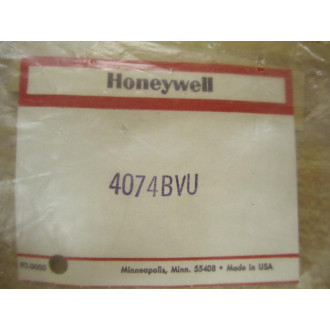 Honeywell
4074BVU
Minneapolis, Minn. 55408 • Made in USA